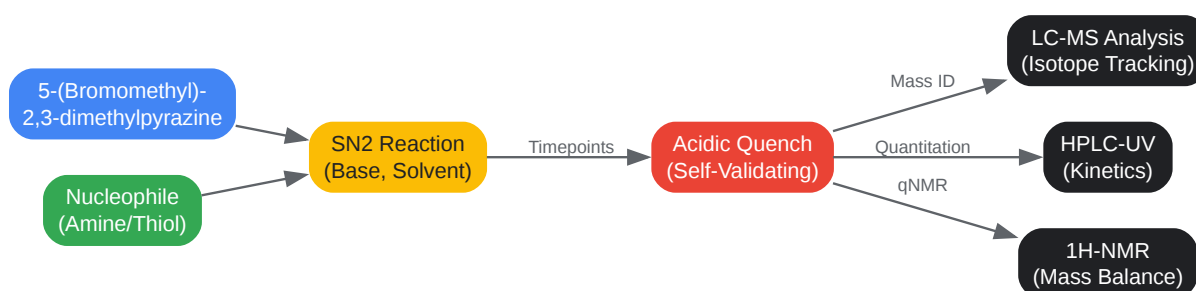 5-(Bromomethyl)-
2,3-dimethylpyrazine
Nucleophile
(Amine/Thiol)
SN2 Reaction
(Base, Solvent)
Timepoints
Acidic Quench
(Self-Validating)
Mass ID
Quantitation
qNMR
LC-MS Analysis
(Isotope Tracking)
HPLC-UV
(Kinetics)
1H-NMR
(Mass Balance)